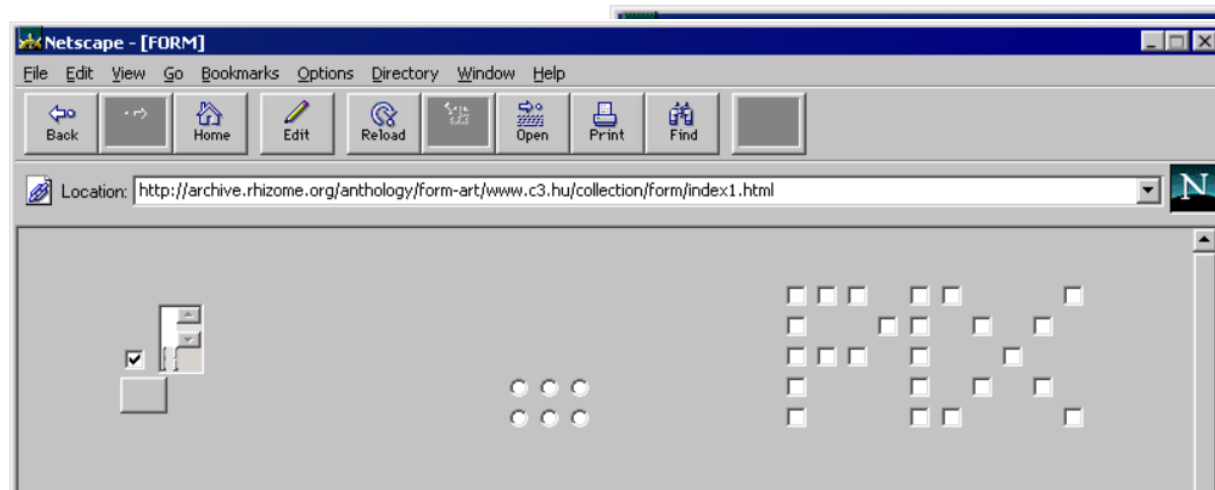 Netscape - [FORM]
File Edit View Go Bookmarks Options Directory Window Help
Back Home Edit Reload Open Print Find
Location: http://archive.rhizome.org/anthology/form-art/www.c3.hu/collection/form/index1.html
N